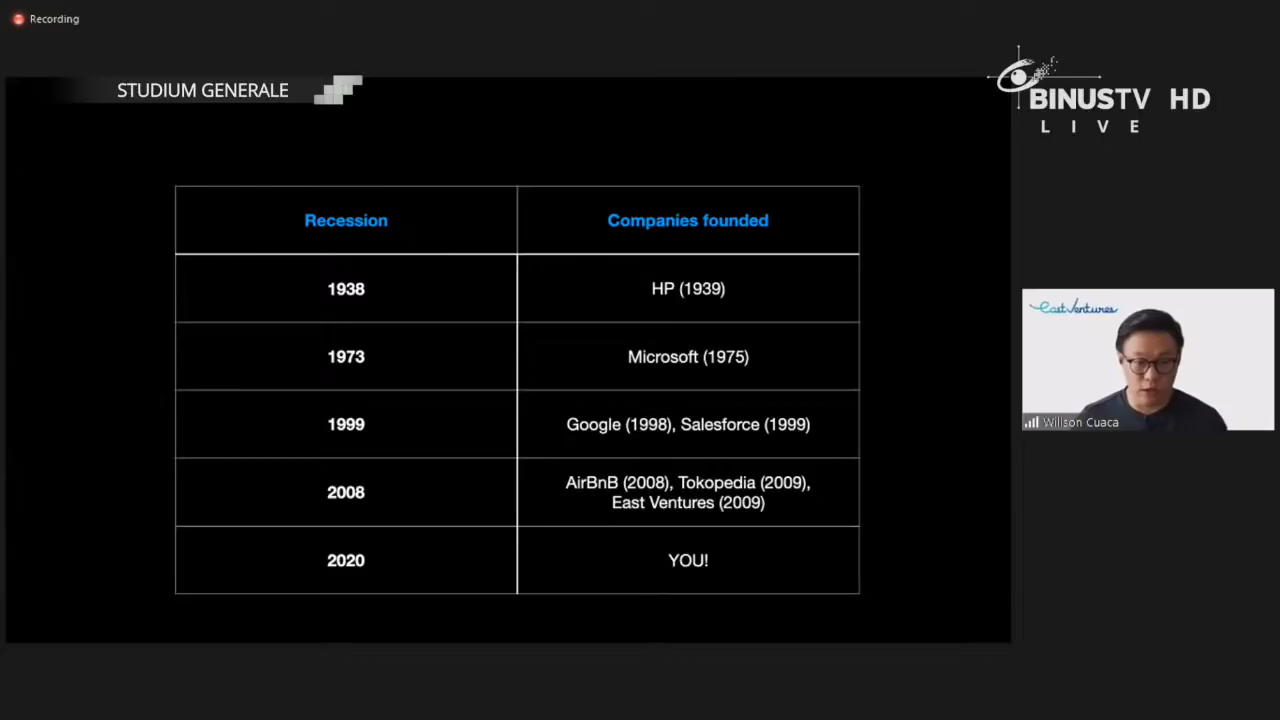 Recording
STUDIUM GENERALE
BINUSTV HD
LIVE
Recession
Companies founded
1938
HP (1939)
1973
Microsoft (1975)
1999
Google (1998), Salesforce (1999)
2008
AirBnB (2008), Tokopedia (2009),
East Ventures (2009)
2020
YOU!
East Ventures
Willson Cuaca